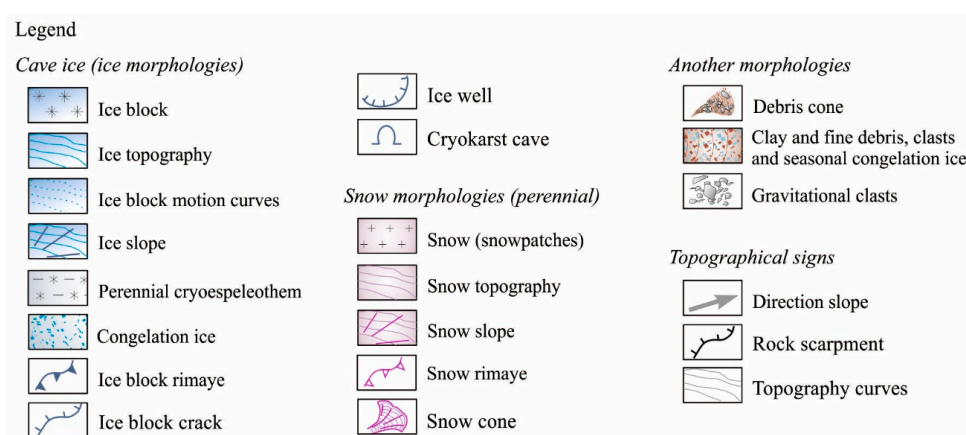 Legend
Cave ice (ice morphologies)
Ice block
Ice topography
Ice block motion curves
Ice slope
Perennial cryoespeleothem
Congelation ice
Ice block rimaye
Ice block crack
Ice well
Cryokarst cave
Snow morphologies (perennial)
Snow (snowpatches)
Snow topography
Snow slope
Snow rimaye
Snow cone
Another morphologies
Debris cone
Clay and fine debris, clasts
and seasonal congelation ice
Gravitational clasts
Topographical signs
Direction slope
Rock scarpment
Topography curves